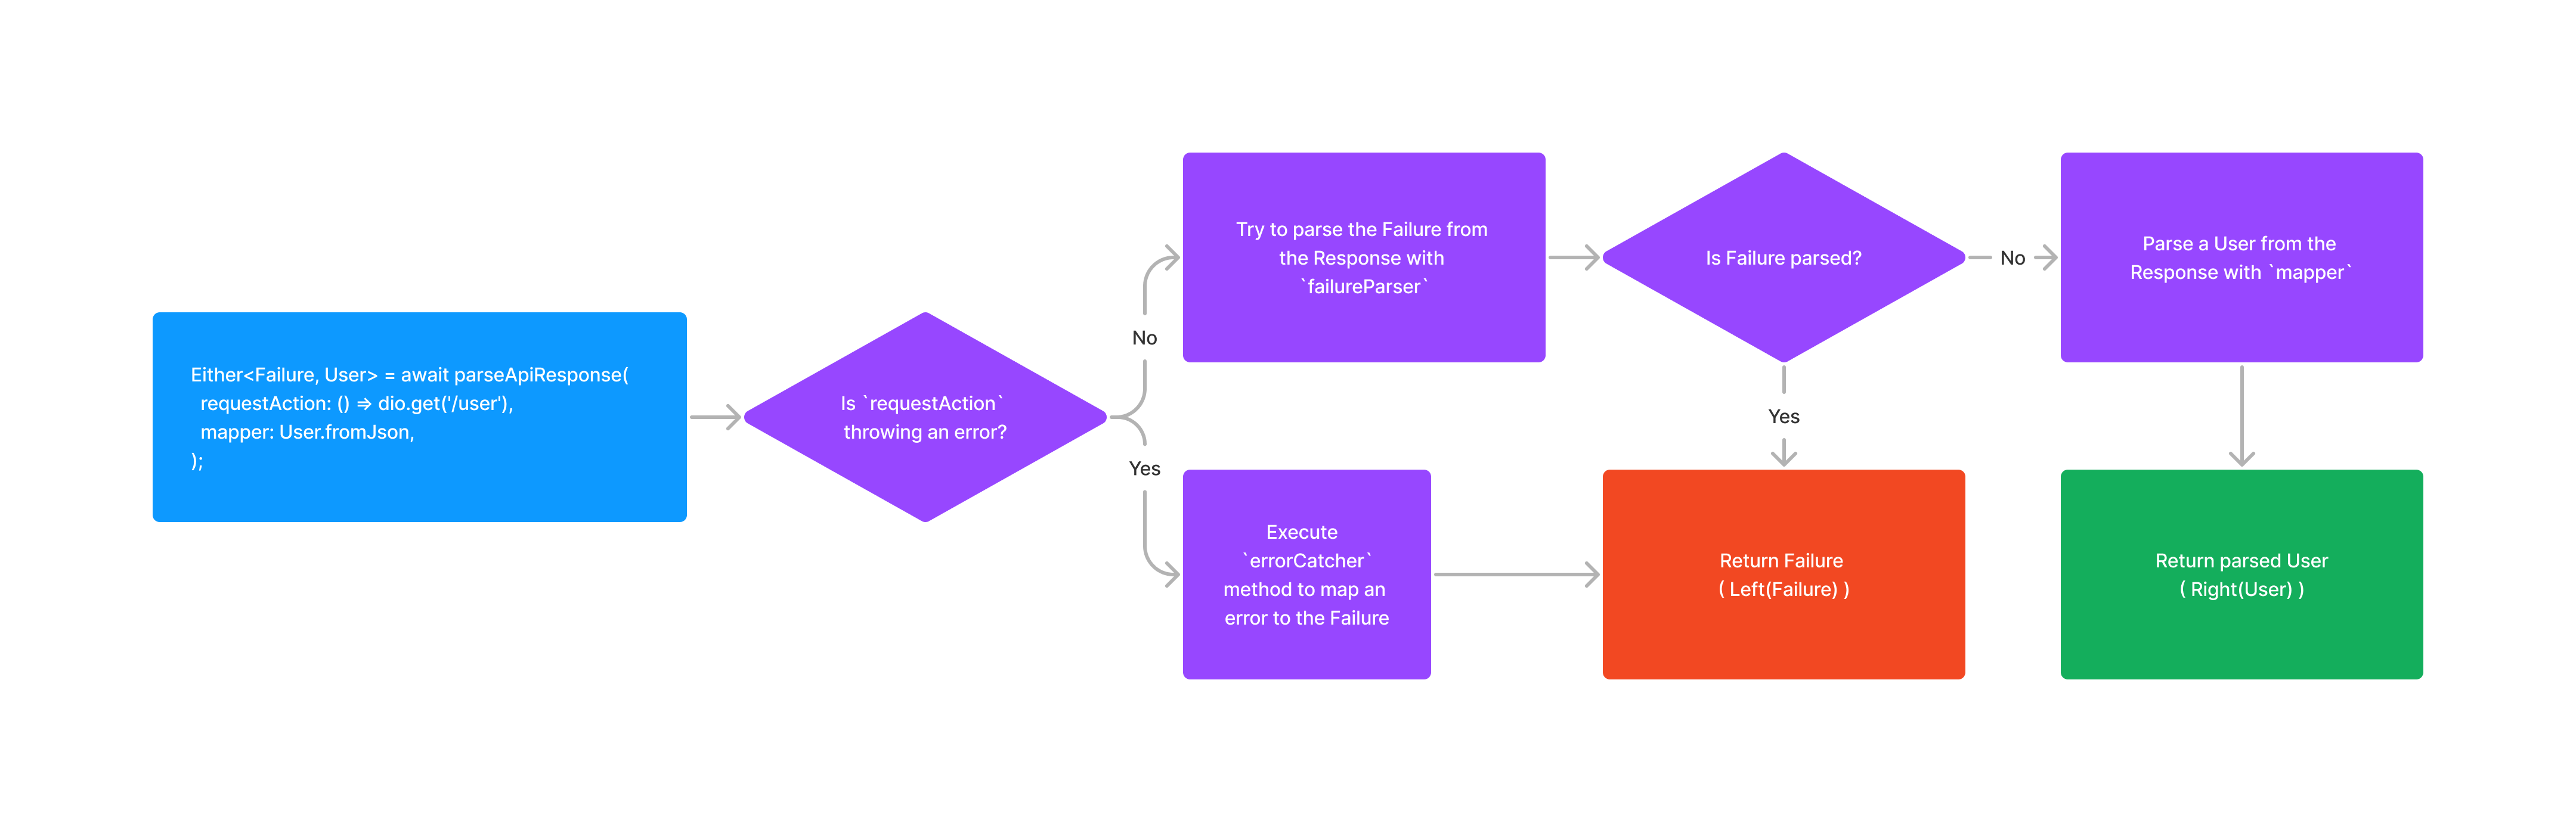 Either<Failure, User> = await parseApiResponse(
  requestAction: () => dio.get('/user'),
  mapper: User.fromJson,
);
Is `requestAction`
throwing an error?
No
Yes
Try to parse the Failure from
the Response with
`failureParser`
Execute
`errorCatcher`
method to map an
error to the Failure
Is Failure parsed?
No
Yes
Parse a User from the
Response with `mapper`
Return Failure
( Left(Failure) )
Return parsed User
( Right(User) )